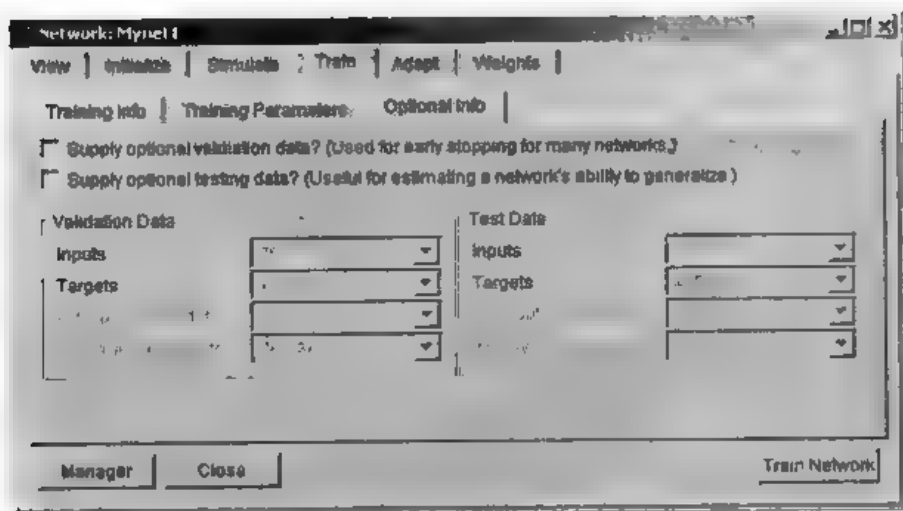 Network: Mynet1
View Initialize Simulate Train Adapt Weights
Training Info Training Parameters Optional Info
Supply optional validation data? (Used for early stopping for many networks.)
Supply optional testing data? (Useful for estimating a network's ability to generalize.)
Validation Data Test Data
Inputs Inputs
Targets Targets
Manager Close Train Network